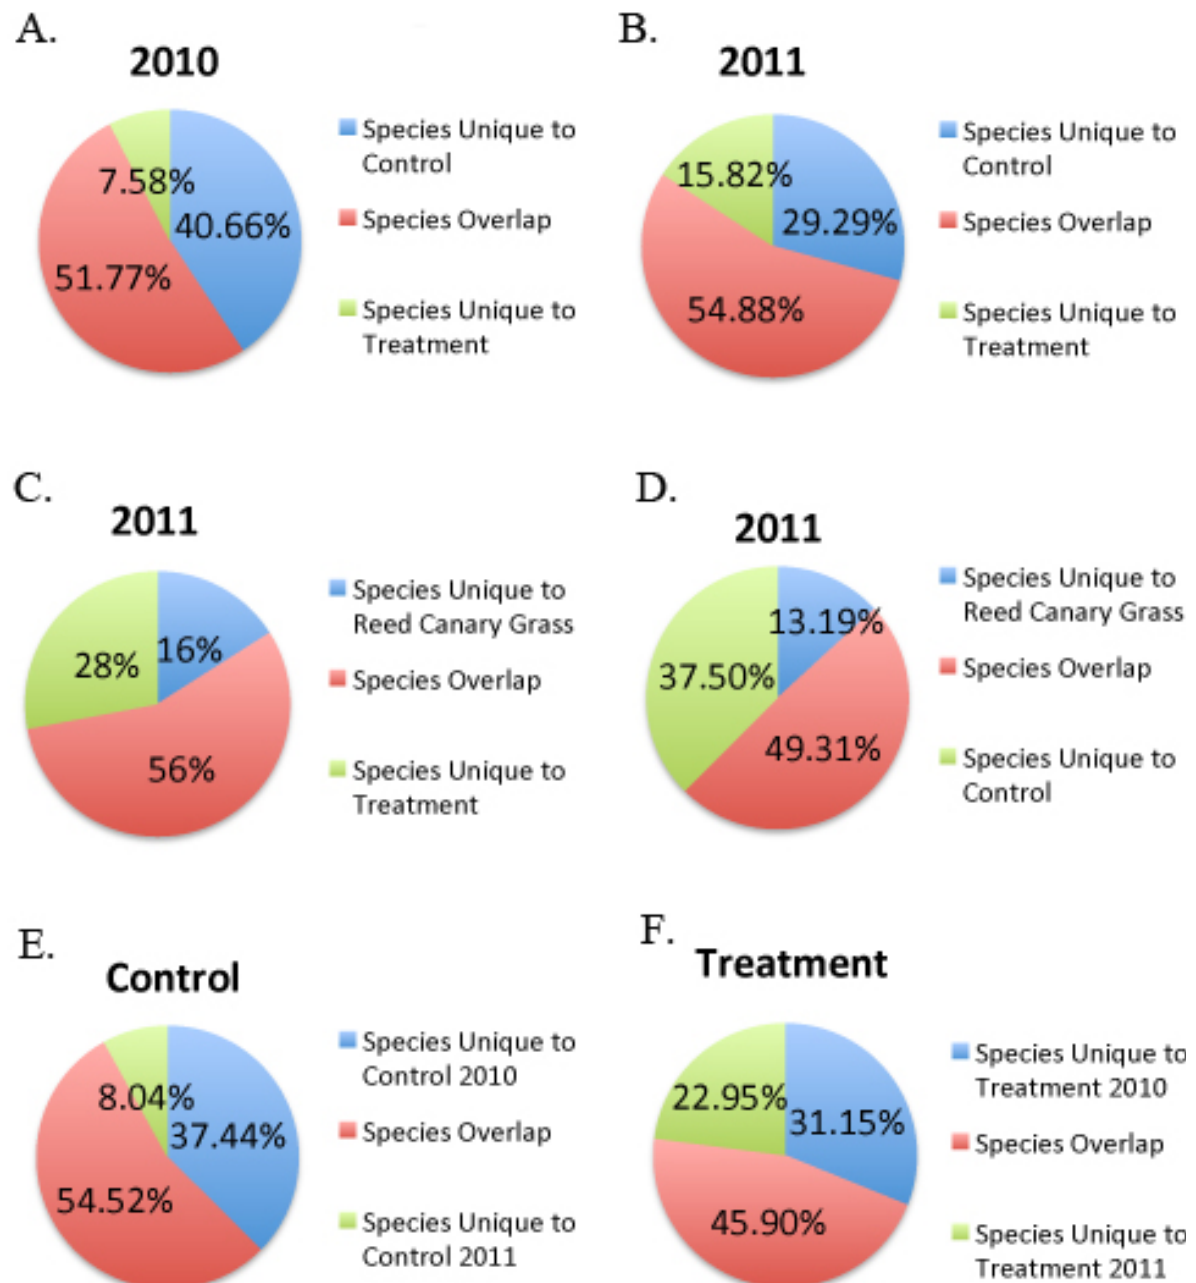 A.
2010
7.58%
40.66%
51.77%
Species Unique to
Control
Species Overlap
Species Unique to
Treatment
B.
2011
15.82%
29.29%
54.88%
Species Unique to
Control
Species Overlap
Species Unique to
Treatment
C.
2011
28%
16%
56%
Species Unique to
Reed Canary Grass
Species Overlap
Species Unique to
Treatment
D.
2011
13.19%
37.50%
49.31%
Species Unique to
Reed Canary Grass
Species Overlap
Species Unique to
Control
E.
Control
8.04%
37.44%
54.52%
Species Unique to
Control 2010
Species Overlap
Species Unique to
Control 2011
F.
Treatment
22.95%
31.15%
45.90%
Species Unique to
Treatment 2010
Species Overlap
Species Unique to
Treatment 2011